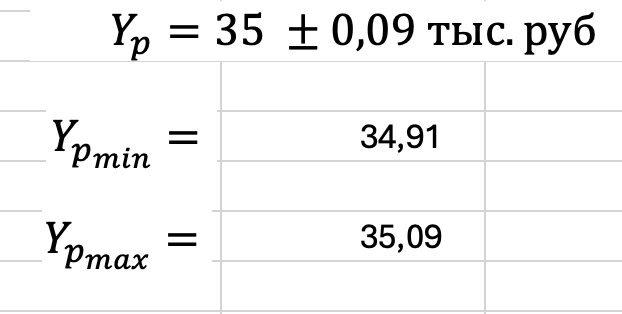 Yₚ = 35 ± 0,09 тыс. руб
Yₚₘᵢₙ = 34,91
Yₚₘₐₓ = 35,09